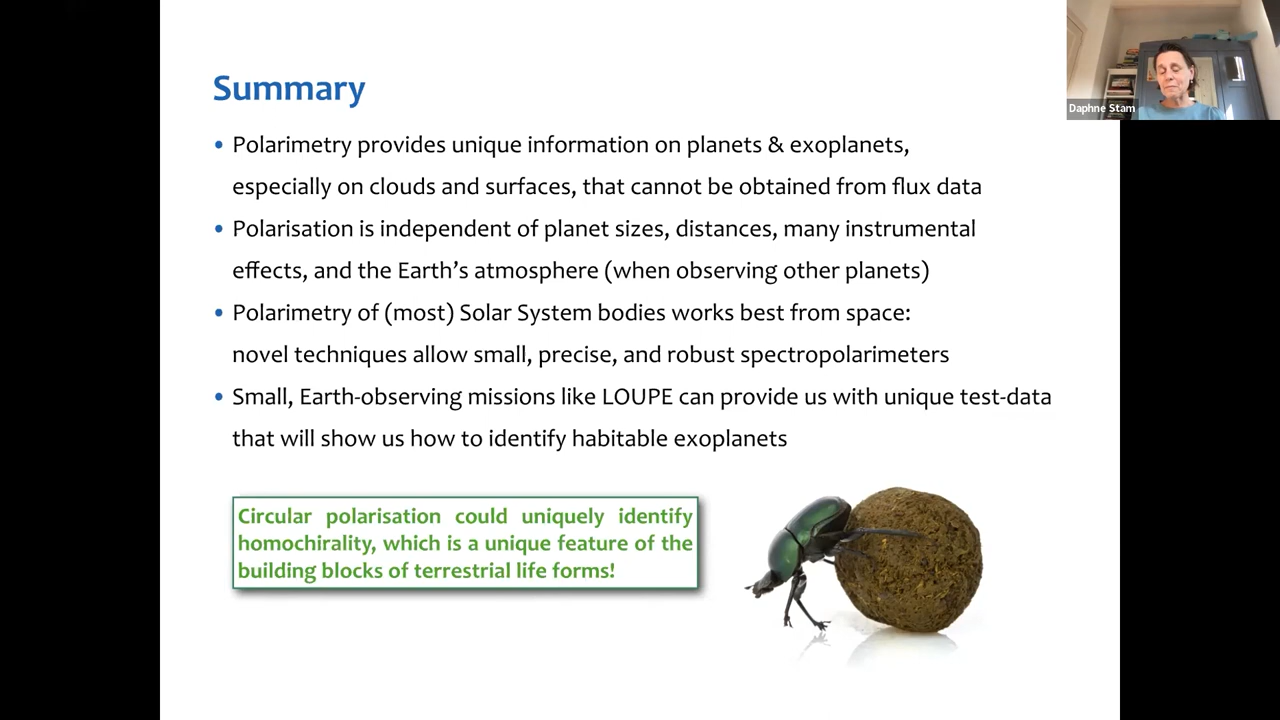 Summary
• Polarimetry provides unique information on planets & exoplanets,
especially on clouds and surfaces, that cannot be obtained from flux data
• Polarisation is independent of planet sizes, distances, many instrumental
effects, and the Earth's atmosphere (when observing other planets)
• Polarimetry of (most) Solar System bodies works best from space:
novel techniques allow small, precise, and robust spectropolarimeters
• Small, Earth-observing missions like LOUPE can provide us with unique test-data
that will show us how to identify habitable exoplanets
Circular polarisation could uniquely identify
homochirality, which is a unique feature of the
building blocks of terrestrial life forms!
Daphne Stam